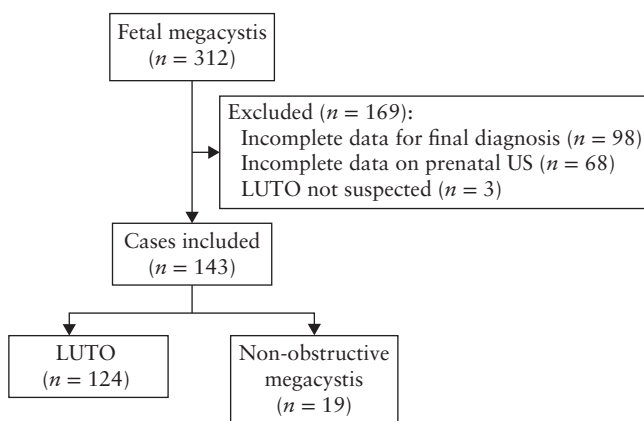 Fetal megacystis
(n = 312)
Excluded (n = 169):
Incomplete data for final diagnosis (n = 98)
Incomplete data on prenatal US (n = 68)
LUTO not suspected (n = 3)
Cases included
(n = 143)
LUTO
(n = 124)
Non-obstructive
megacystis
(n = 19)